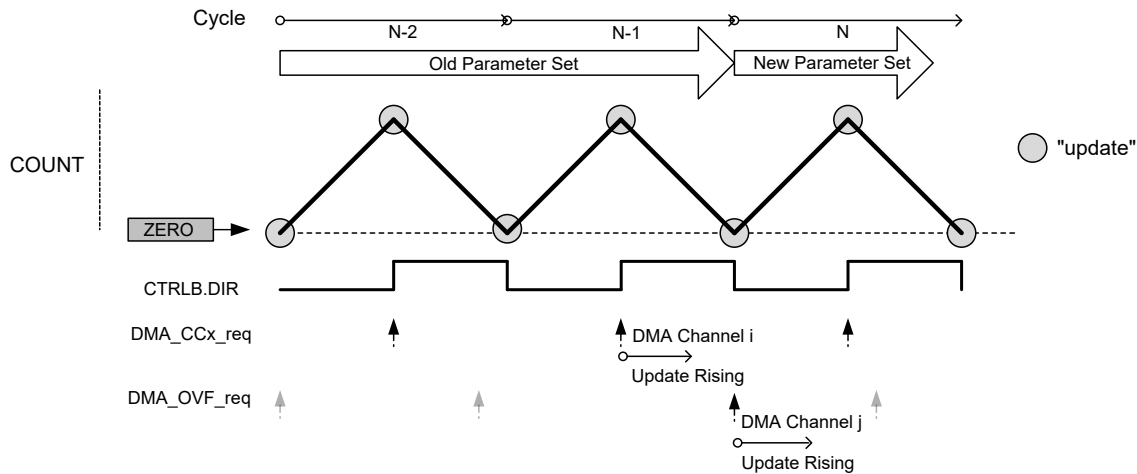 Cycle
N-2
N-1
N
Old Parameter Set
New Parameter Set
COUNT
"update"
ZERO
CTRLB.DIR
DMA_CCx_req
DMA Channel i
Update Rising
DMA_OVF_req
DMA Channel j
Update Rising